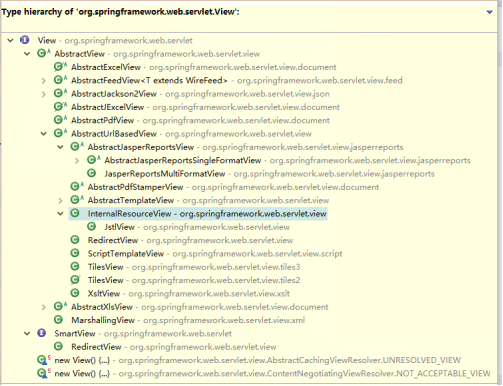 Type hierarchy of 'org.springframework.web.servlet.View':
View - org.springframework.web.servlet
AbstractView - org.springframework.web.servlet.view
AbstractExcelView - org.springframework.web.servlet.view.document
AbstractFeedView<T extends WireFeed> - org.springframework.web.servlet.view.feed
AbstractJackson2View - org.springframework.web.servlet.view.json
AbstractJExcelView - org.springframework.web.servlet.view.document
AbstractPdfView - org.springframework.web.servlet.view.document
AbstractUrlBasedView - org.springframework.web.servlet.view
AbstractJasperReportsView - org.springframework.web.servlet.view.jasperreports
AbstractJasperReportsSingleFormatView - org.springframework.web.servlet.view.jasperreports
JasperReportsMultiFormatView - org.springframework.web.servlet.view.jasperreports
AbstractPdfStamperView - org.springframework.web.servlet.view.document
AbstractTemplateView - org.springframework.web.servlet.view
InternalResourceView - org.springframework.web.servlet.view
JstlView - org.springframework.web.servlet.view
RedirectView - org.springframework.web.servlet.view
ScriptTemplateView - org.springframework.web.servlet.view.script
TilesView - org.springframework.web.servlet.view.tiles3
TilesView - org.springframework.web.servlet.view.tiles2
XsltView - org.springframework.web.servlet.view.xslt
AbstractXlsView - org.springframework.web.servlet.view.document
MarshallingView - org.springframework.web.servlet.view.xml
SmartView - org.springframework.web.servlet
RedirectView - org.springframework.web.servlet.view
new View() {...} - org.springframework.web.servlet.view.AbstractCachingViewResolver.UNRESOLVED_VIEW
new View() {...} - org.springframework.web.servlet.view.ContentNegotiatingViewResolver.NOT_ACCEPTABLE_VIEW